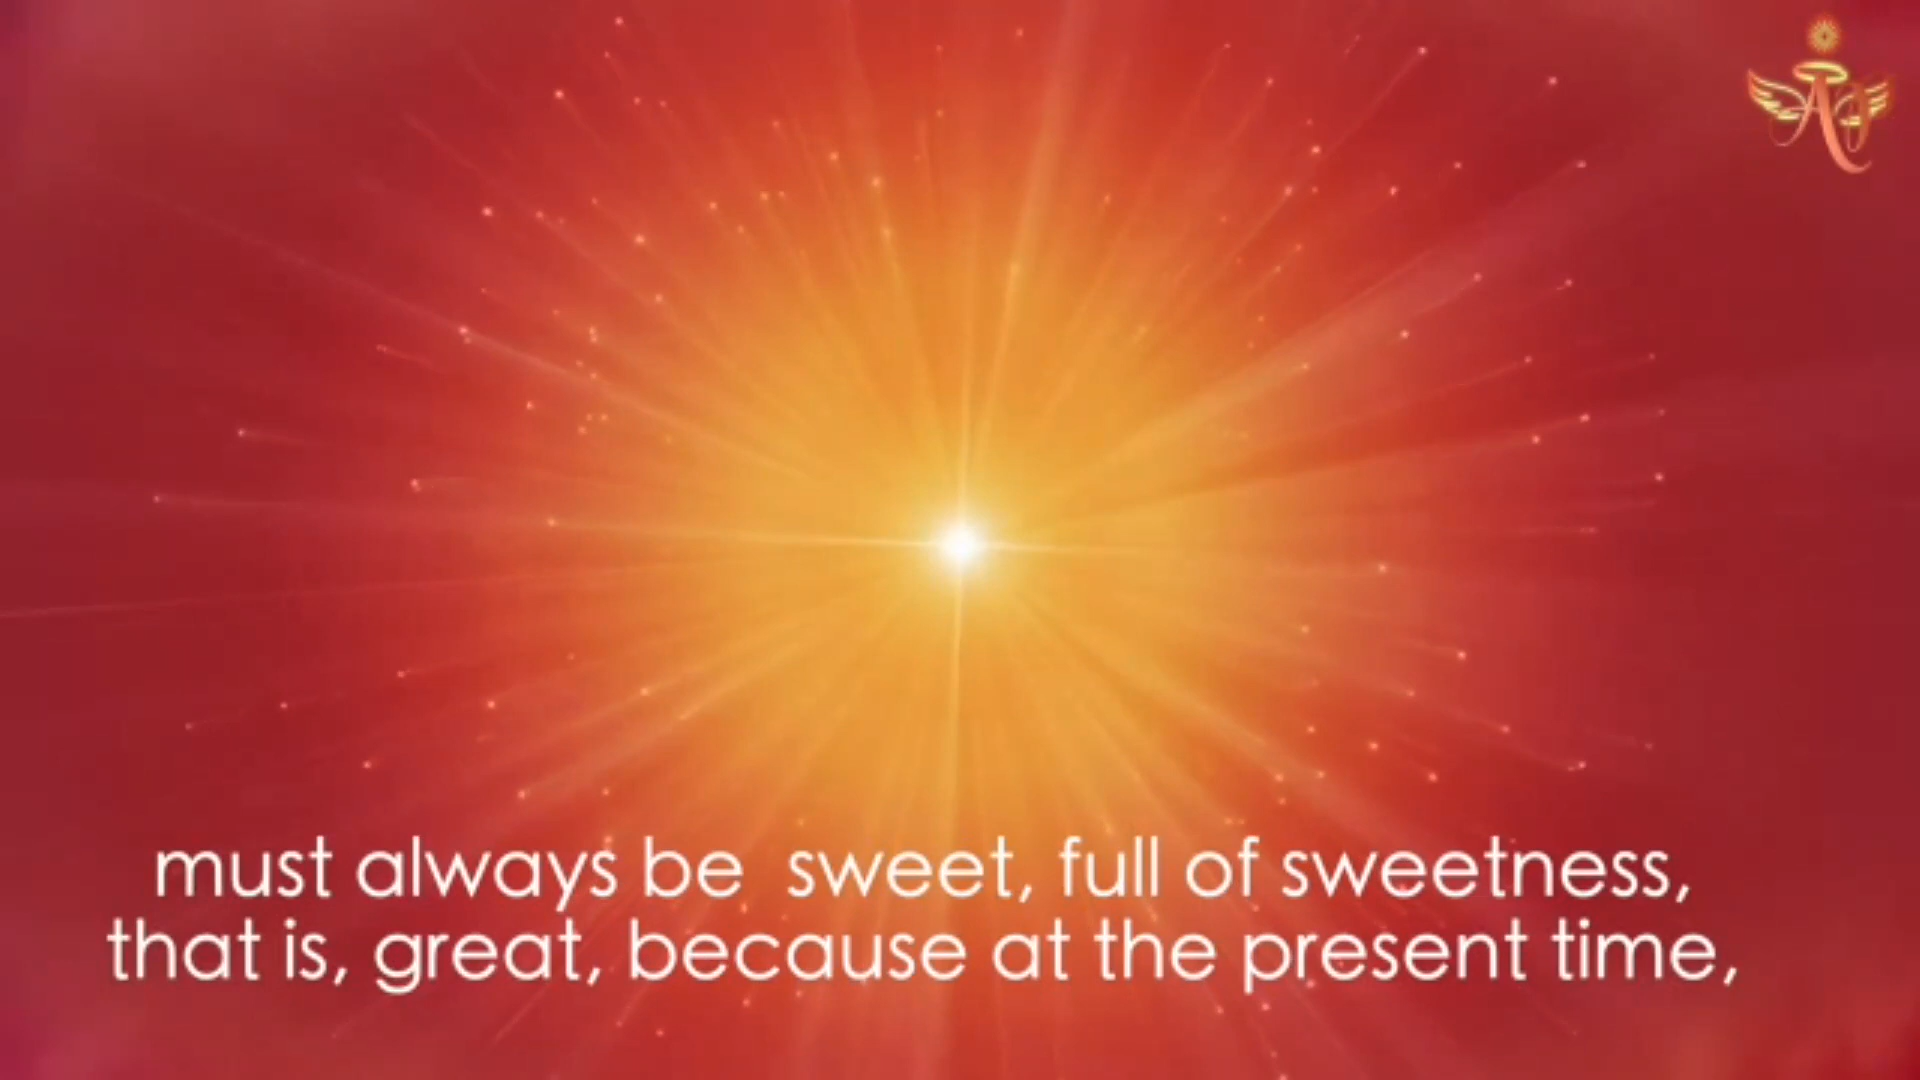 must always be  sweet, full of sweetness,
that is, great, because at the present time,